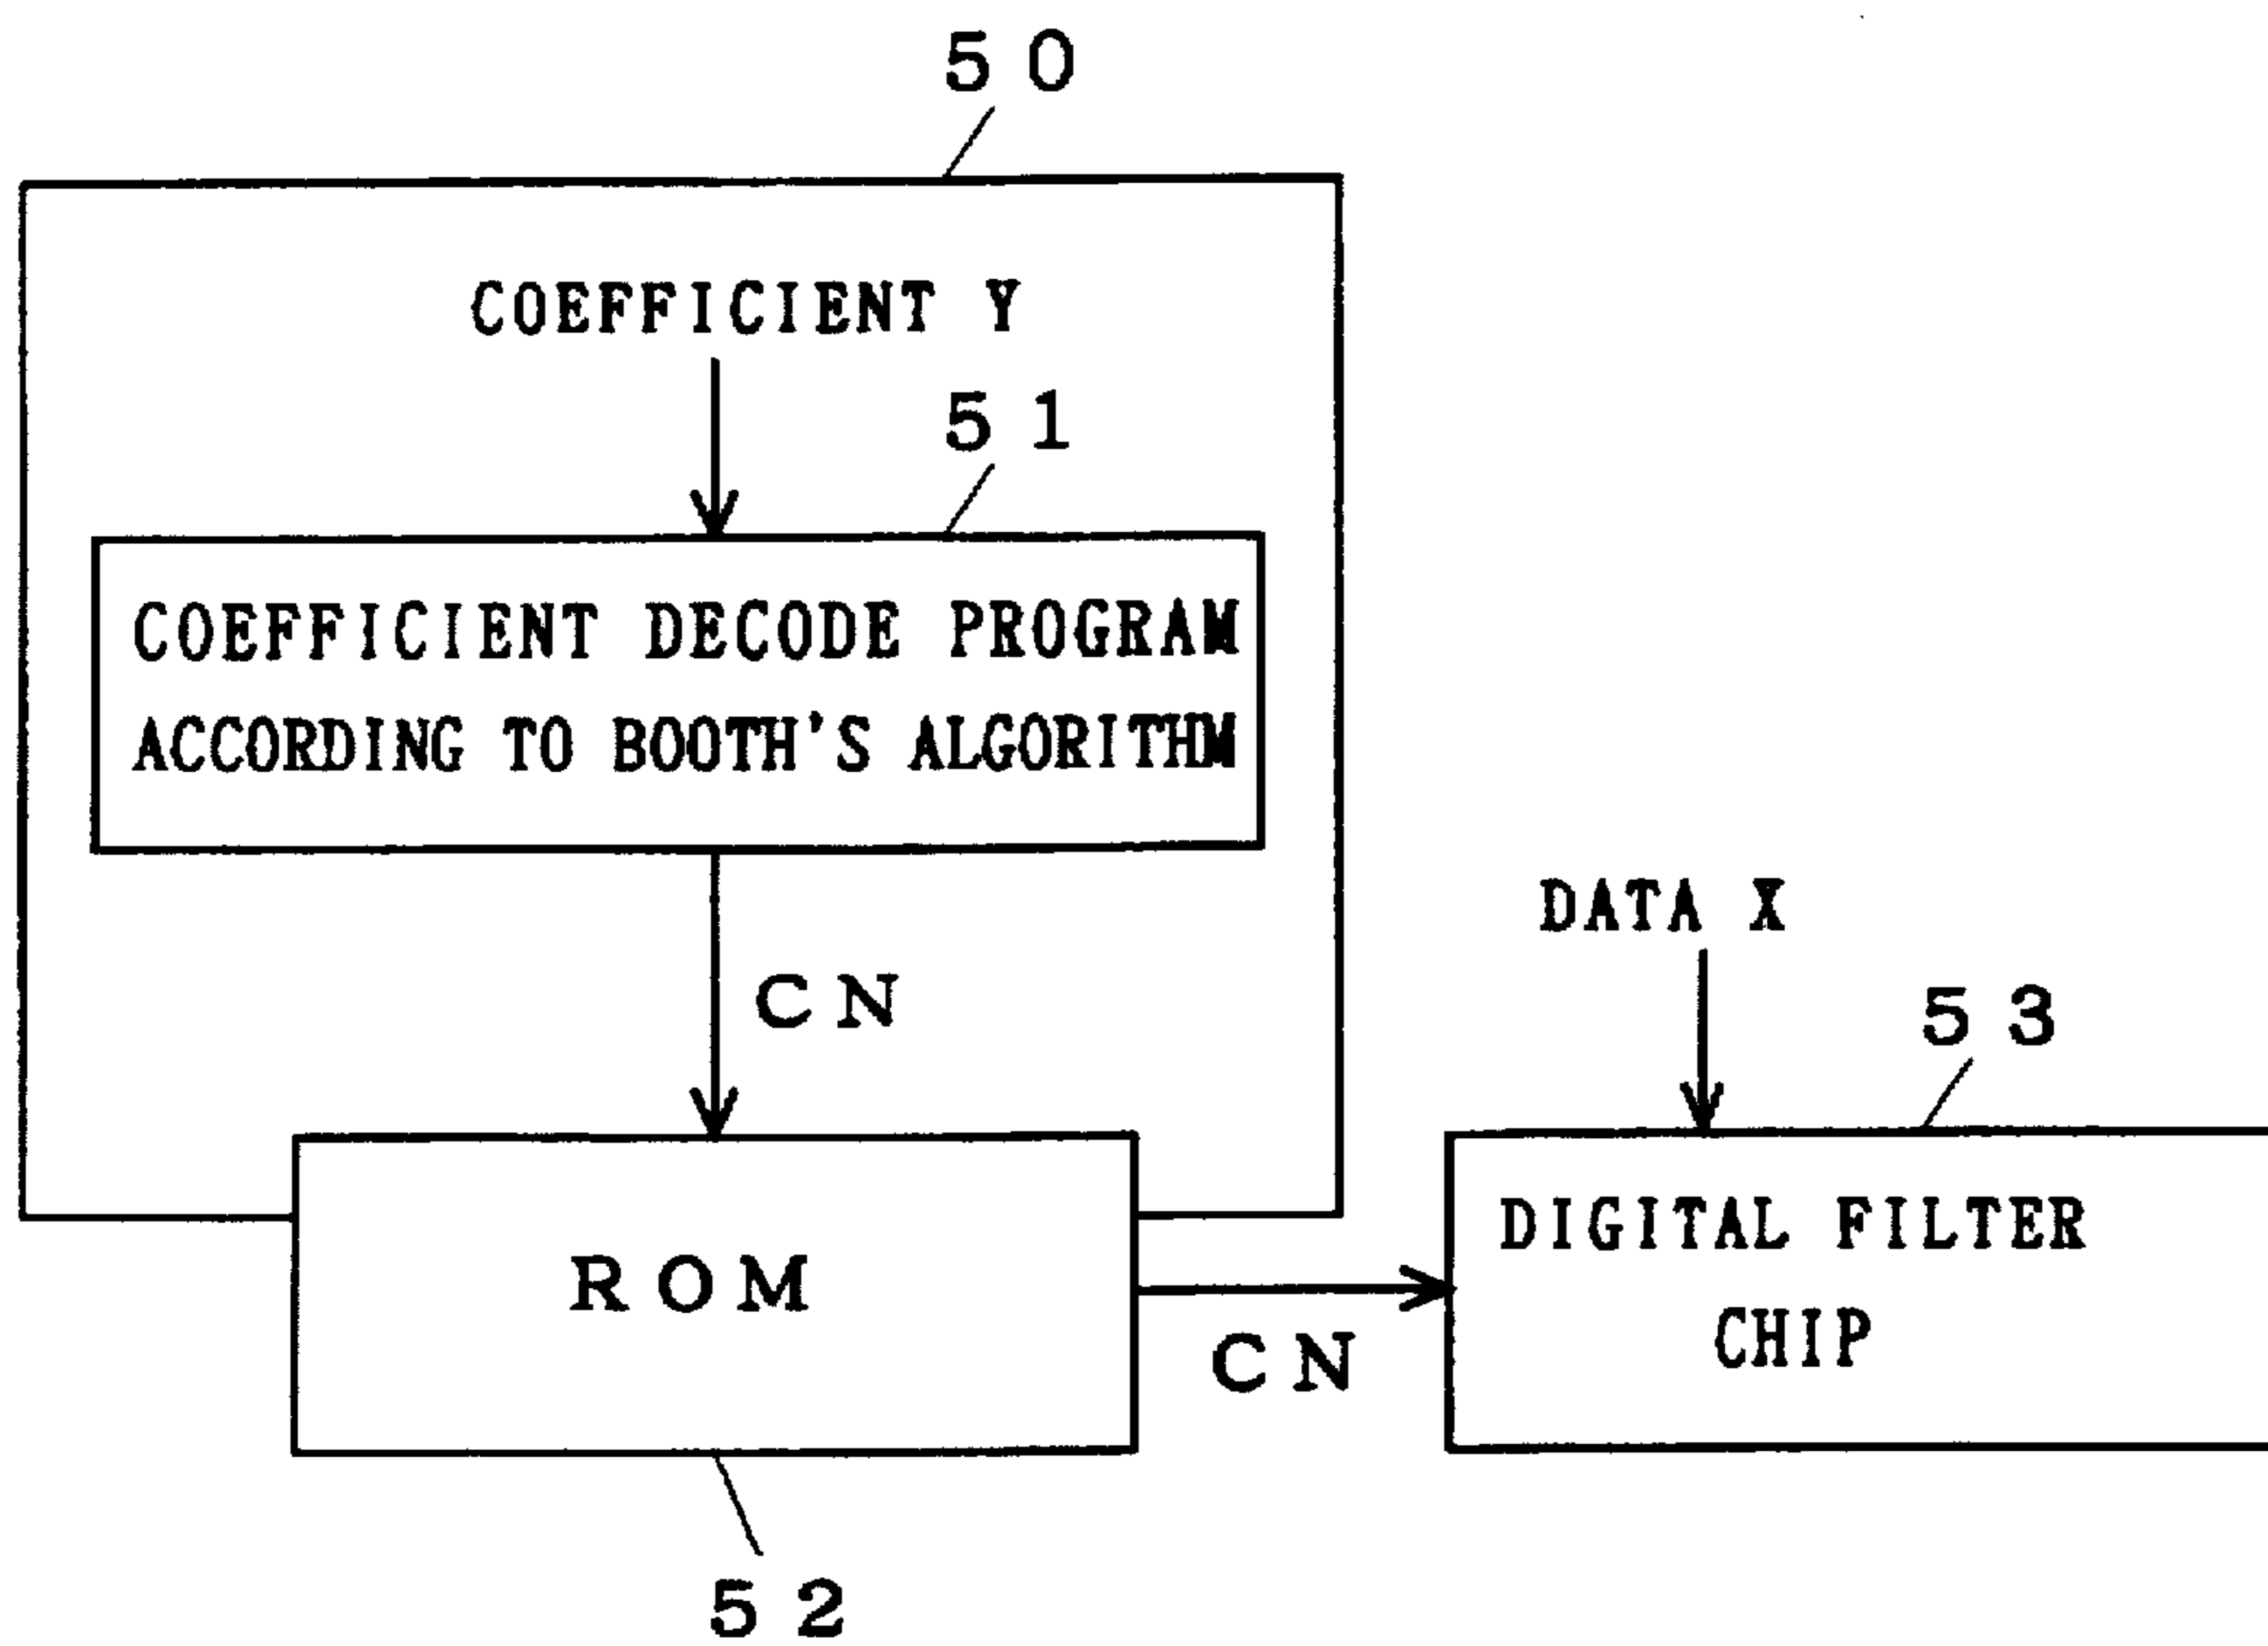 50
COEFFICIENT Y
51
COEFFICIENT DECODE PROGRAM
ACCORDING TO BOOTH'S ALGORITHM
CN
DATA X
53
ROM
DIGITAL FILTER
CHIP
CN
52